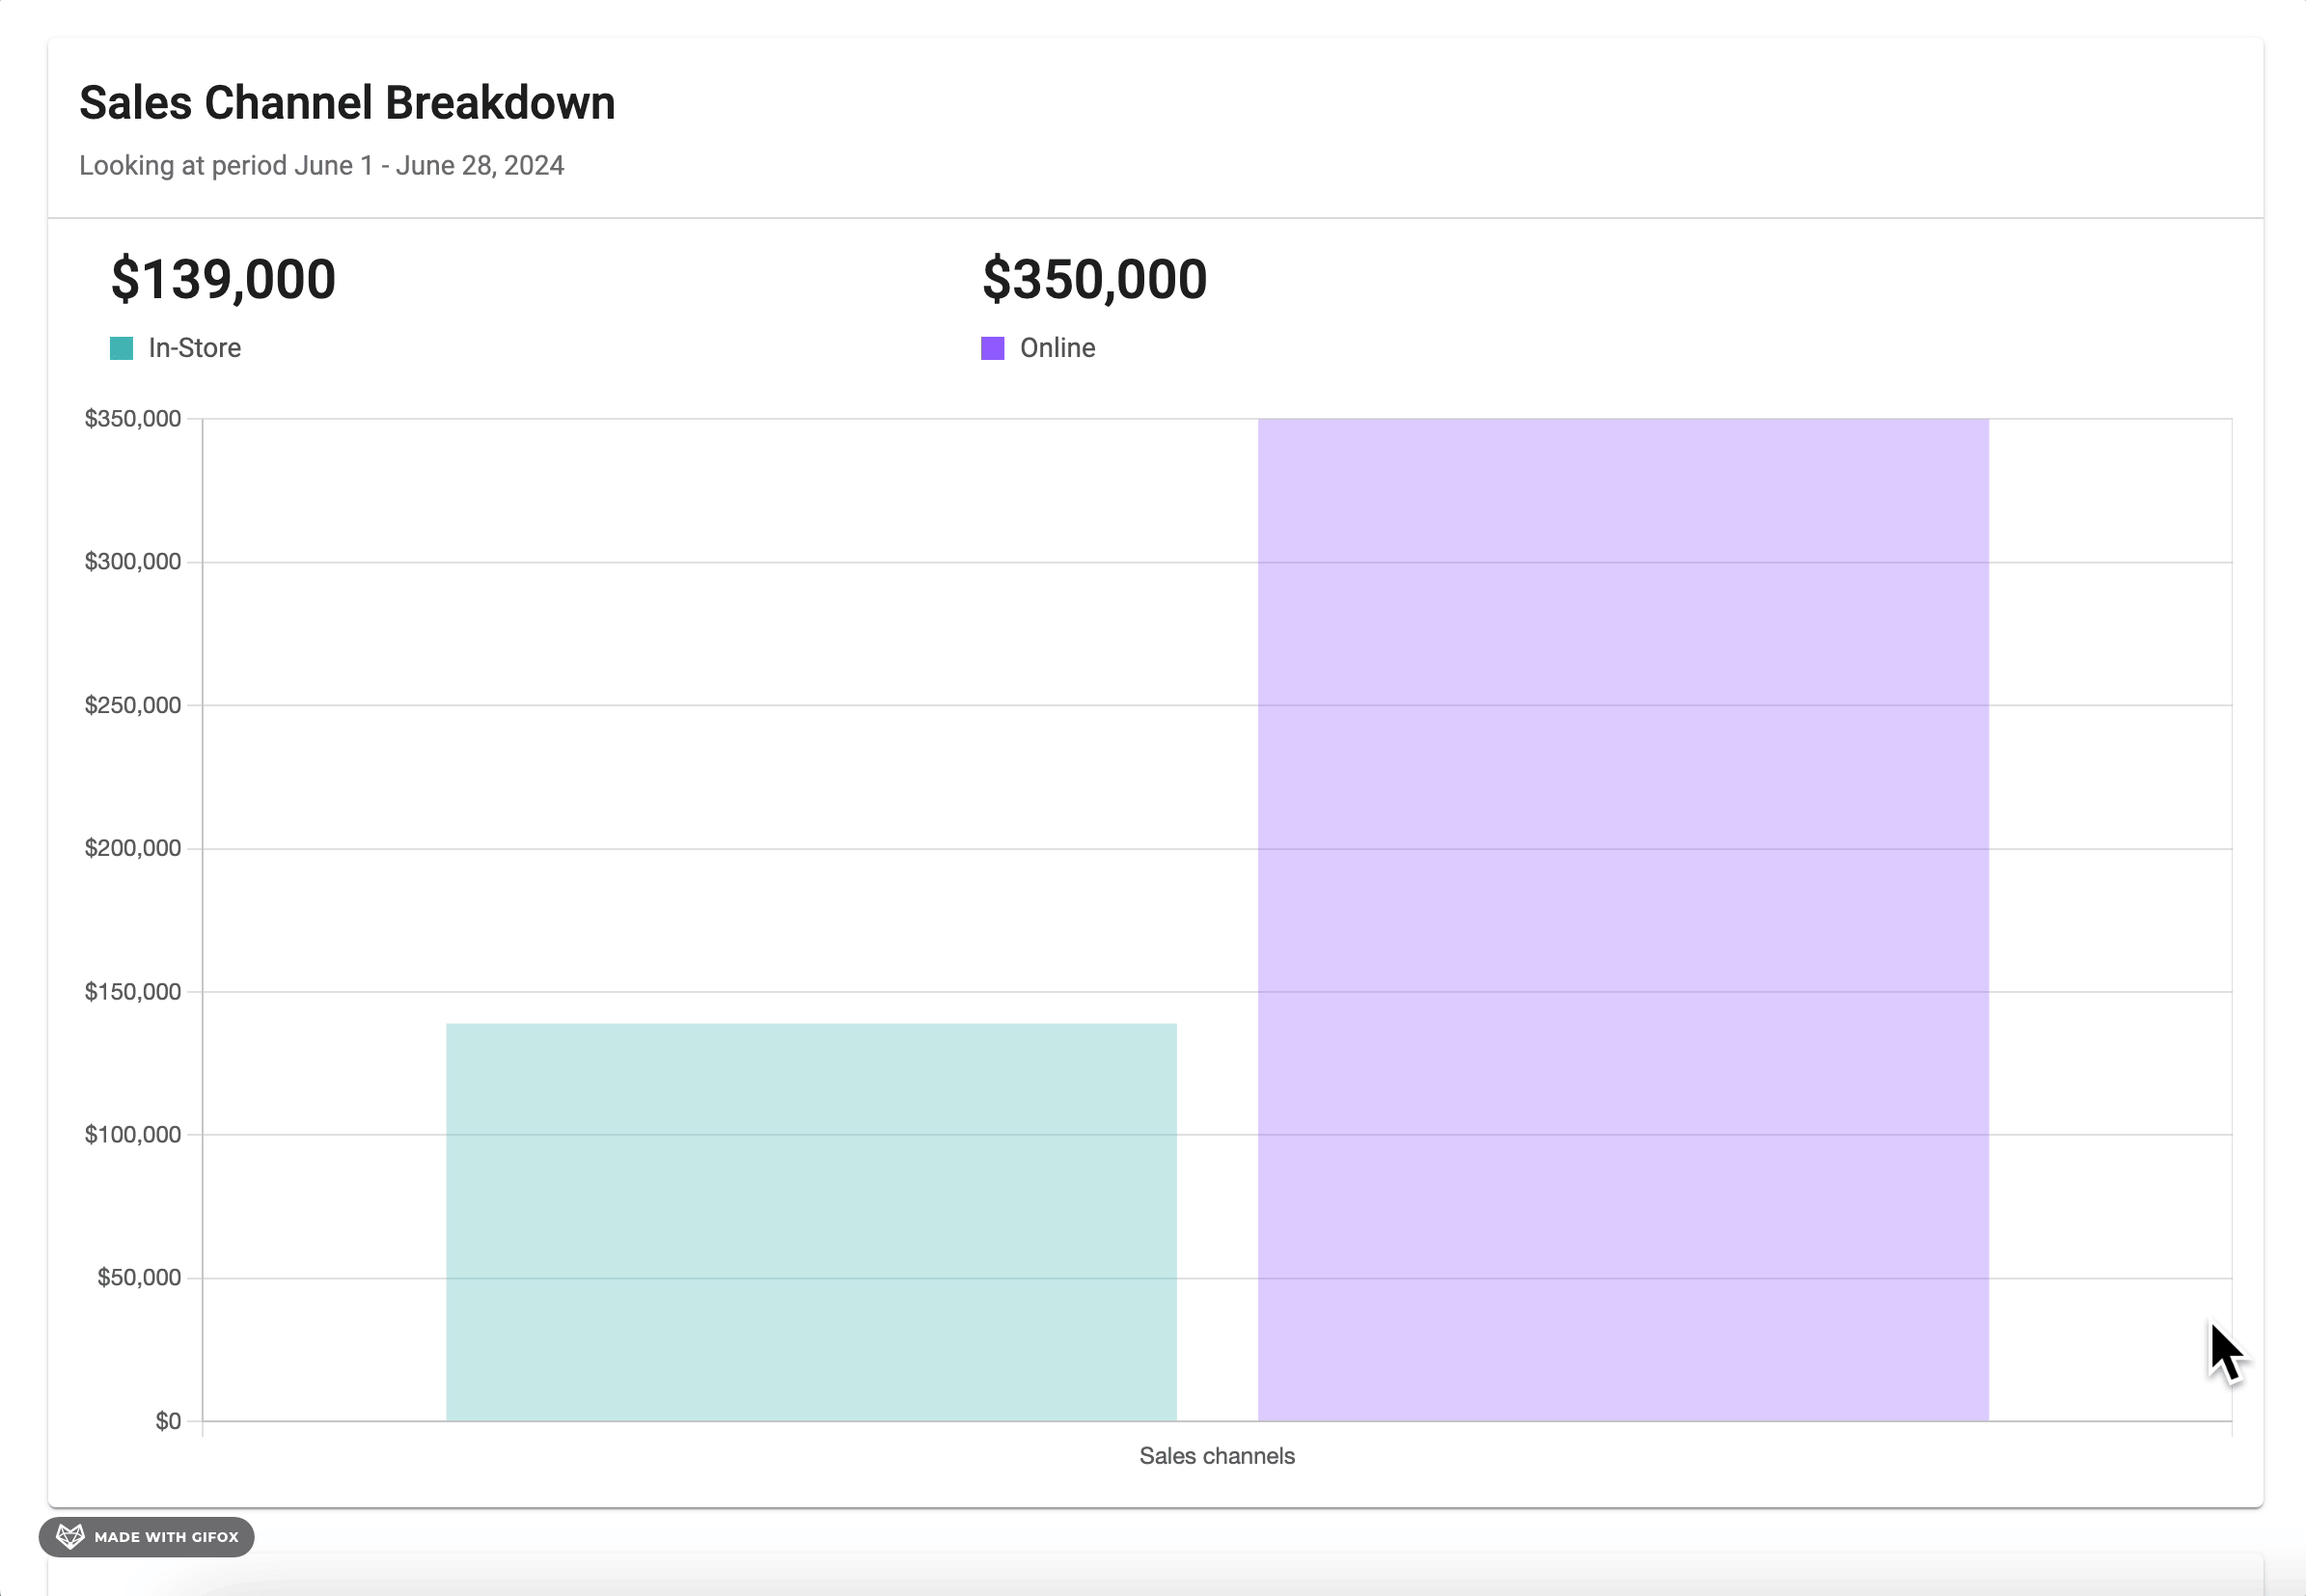 Sales Channel Breakdown
Looking at period June 1 - June 28, 2024
$139,000
In-Store
$350,000
Online
$350,000
$300,000
$250,000
$200,000
$150,000
$100,000
$50,000
$0
Sales channels
MADE WITH GIFOX